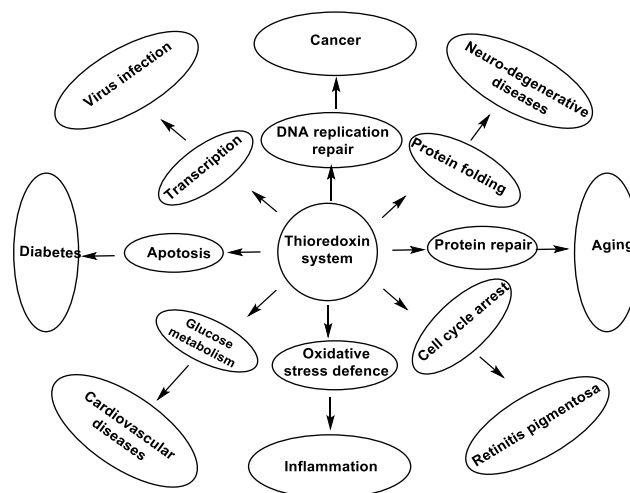 Cancer
Virus infection
Neuro-degenerative
diseases
DNA replication
repair
Transcription
Protein folding
Thioredoxin
system
Diabetes
Apotosis
Protein repair
Aging
Glucose
metabolism
Cell cycle arrest
Oxidative
stress defence
Cardiovascular
diseases
Inflammation
Retinitis pigmentosa